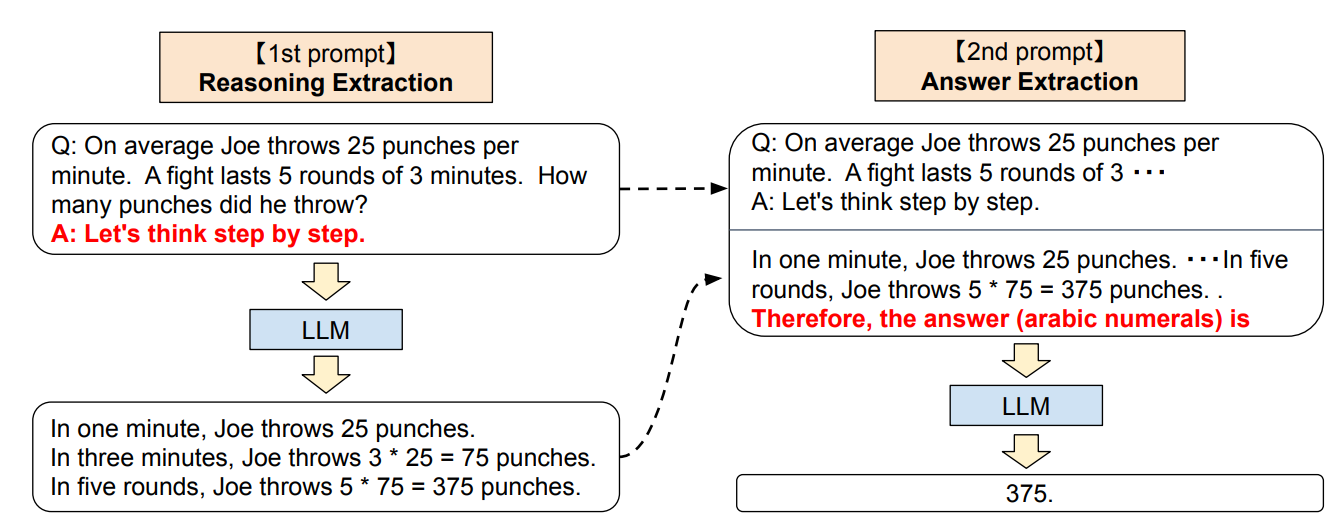 【1st prompt】
Reasoning Extraction
Q: On average Joe throws 25 punches per
minute.  A fight lasts 5 rounds of 3 minutes.  How
many punches did he throw?
A: Let's think step by step.
LLM
In one minute, Joe throws 25 punches.
In three minutes, Joe throws 3 * 25 = 75 punches.
In five rounds, Joe throws 5 * 75 = 375 punches.
【2nd prompt】
Answer Extraction
Q: On average Joe throws 25 punches per
minute.  A fight lasts 5 rounds of 3 ･･･
A: Let's think step by step.
In one minute, Joe throws 25 punches. ･･･In five
rounds, Joe throws 5 * 75 = 375 punches. .
Therefore, the answer (arabic numerals) is
LLM
375.